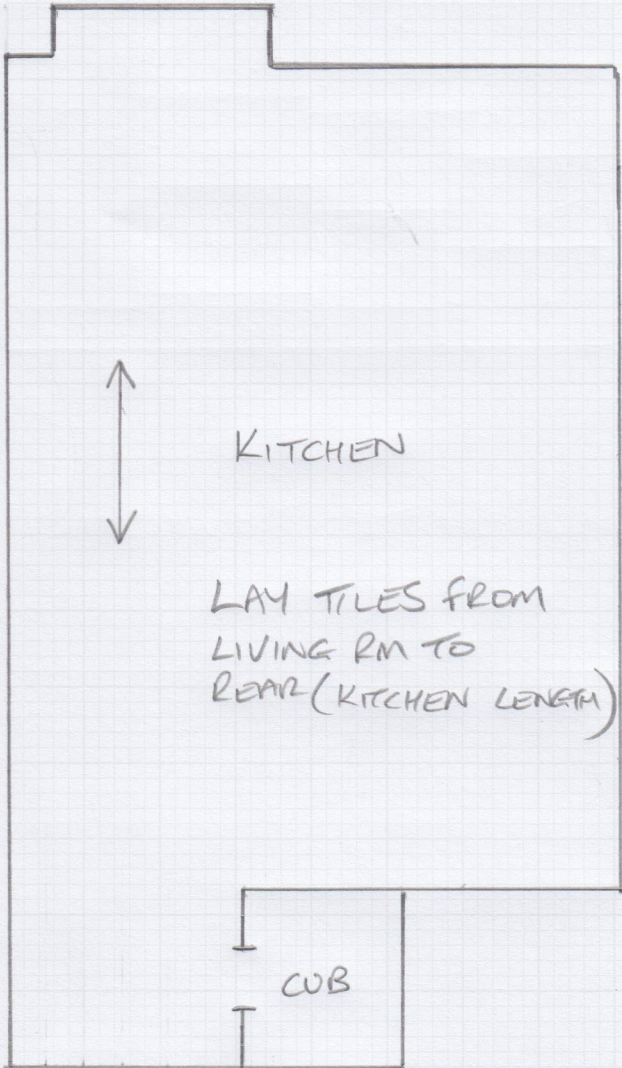 KITCHEN
LAY TILES FROM
LIVING RM TO
REAR (KITCHEN LENGTH)
CUB